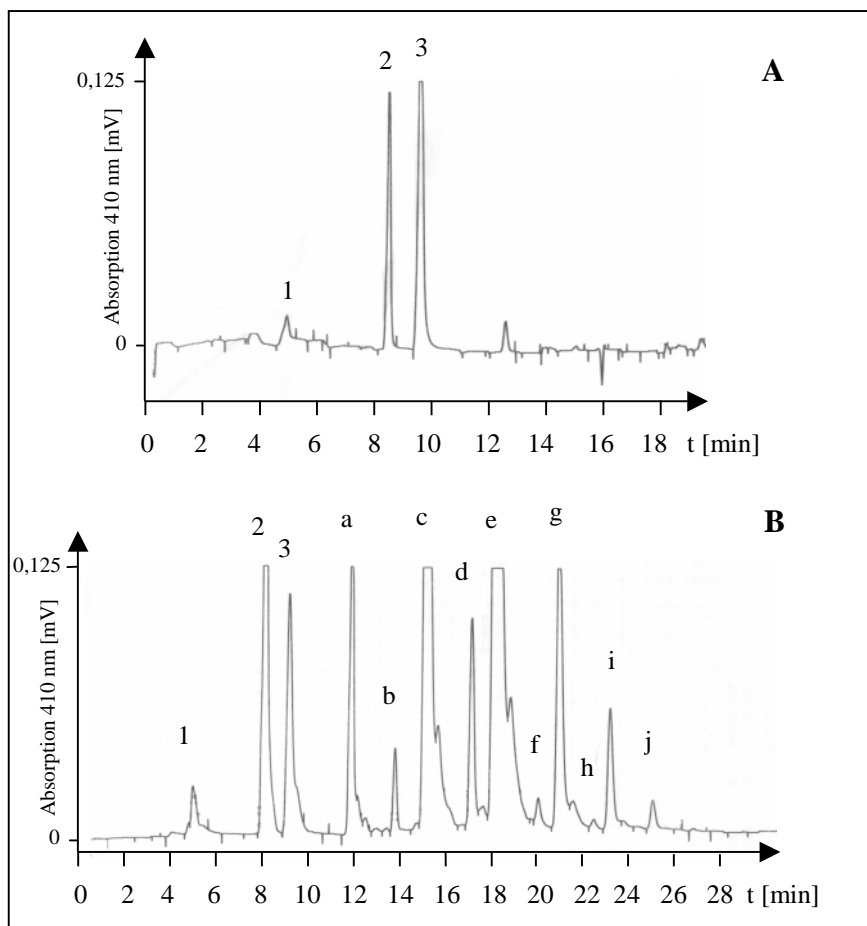 A
2 3
0,125
1
0
Absorption 410 nm [mV]
0 2 4 6 8 10 12 14 16 18 t [min]
B
2 3 a c e g
0,125
d
i
b
1
f
h
j
0
Absorption 410 nm [mV]
0 2 4 6 8 10 12 14 16 18 20 22 24 26 28 t [min]